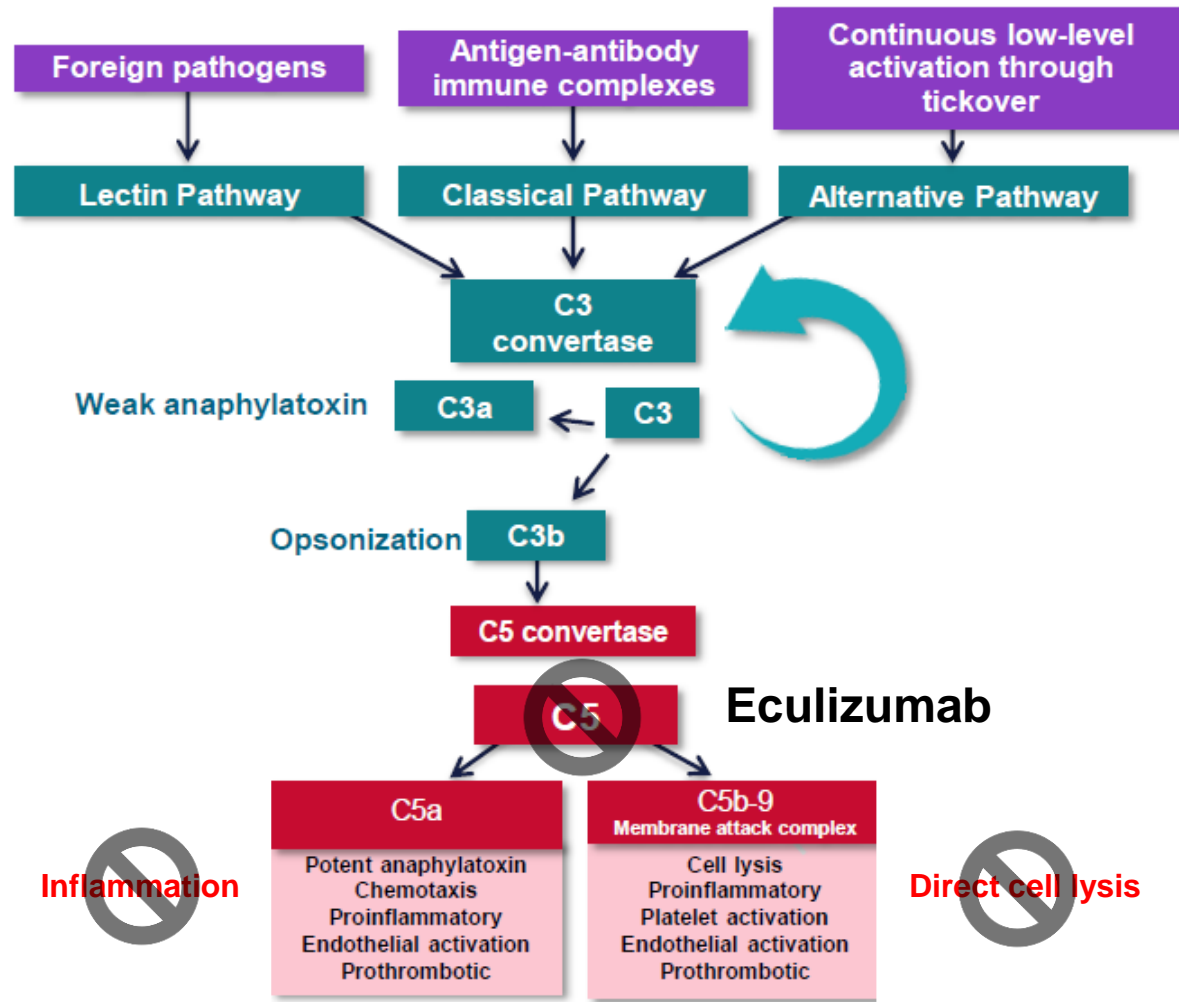 Foreign pathogens
Antigen-antibody
immune complexes
Continuous low-level
activation through
tickover
Lectin Pathway
Classical Pathway
Alternative Pathway
C3
convertase
Weak anaphylatoxin
C3a
C3
Opsonization
C3b
C5 convertase
C5
Eculizumab
C5a
C5b-9
Membrane attack complex
Inflammation
Potent anaphylatoxin
Chemotaxis
Proinflammatory
Endothelial activation
Prothrombotic
Cell lysis
Proinflammatory
Platelet activation
Endothelial activation
Prothrombotic
Direct cell lysis